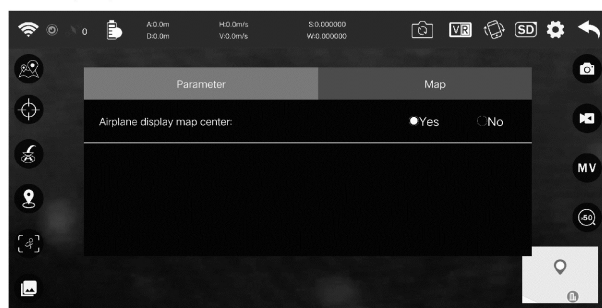 0
A:0.0m H:0.0m/s S:0.000000
D:0.0m V:0.0m/s W:0.000000
VR
SD
Parameter Map
Airplane display map center: Yes No
MV
×50